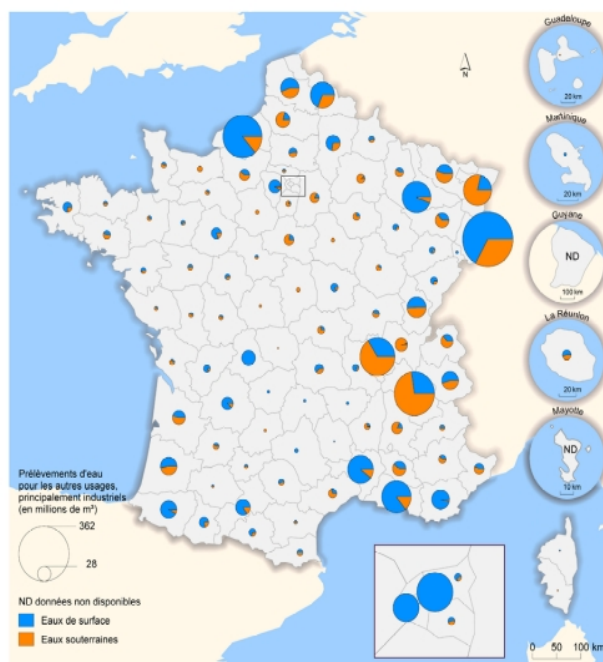 Guadeloupe
20 km
N
Martinique
20 km
Guyane
ND
100 km
La Réunion
20 km
Mayotte
ND
10 km
Prélèvements d'eau
pour les autres usages,
principalement industriels
(en millions de m³)
362
28
ND données non disponibles
Eaux de surface
Eaux souterraines
0 50 100 km